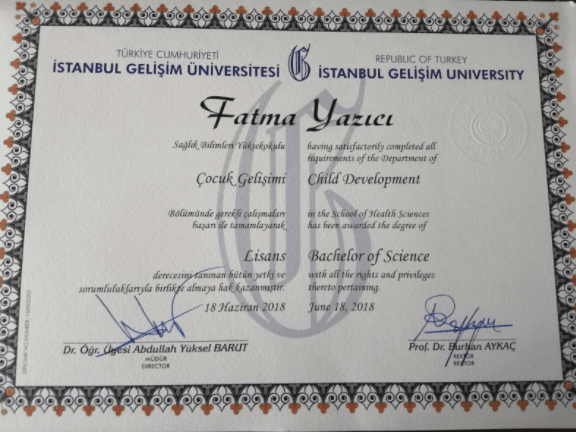 TÜRKİYE CUMHURİYETİ
İSTANBUL GELİŞİM ÜNİVERSİTESİ
REPUBLIC OF TURKEY
İSTANBUL GELİŞİM UNIVERSITY
Fatma Yazıcı
Sağlık Bilimleri Yüksekokulu
having satisfactorily completed all
requirements of the Department of
Çocuk Gelişimi
Child Development
Bölümünde gerekli çalışmaları
başarı ile tamamlayarak
in the School of Health Sciences
has been awarded the degree of
Lisans
Bachelor of Science
derecesini tanınan bütün yetki ve
sorumluluklarıyla birlikte almaya hak kazanmıştır.
with all the rights and privileges
thereto pertaining.
18 Haziran 2018
June 18, 2018
Dr. Öğr. Üyesi Abdullah Yüksel BARUT
MÜDÜR
DIRECTOR
Prof. Dr. Burhan AYKAÇ
REKTÖR
REKTOR